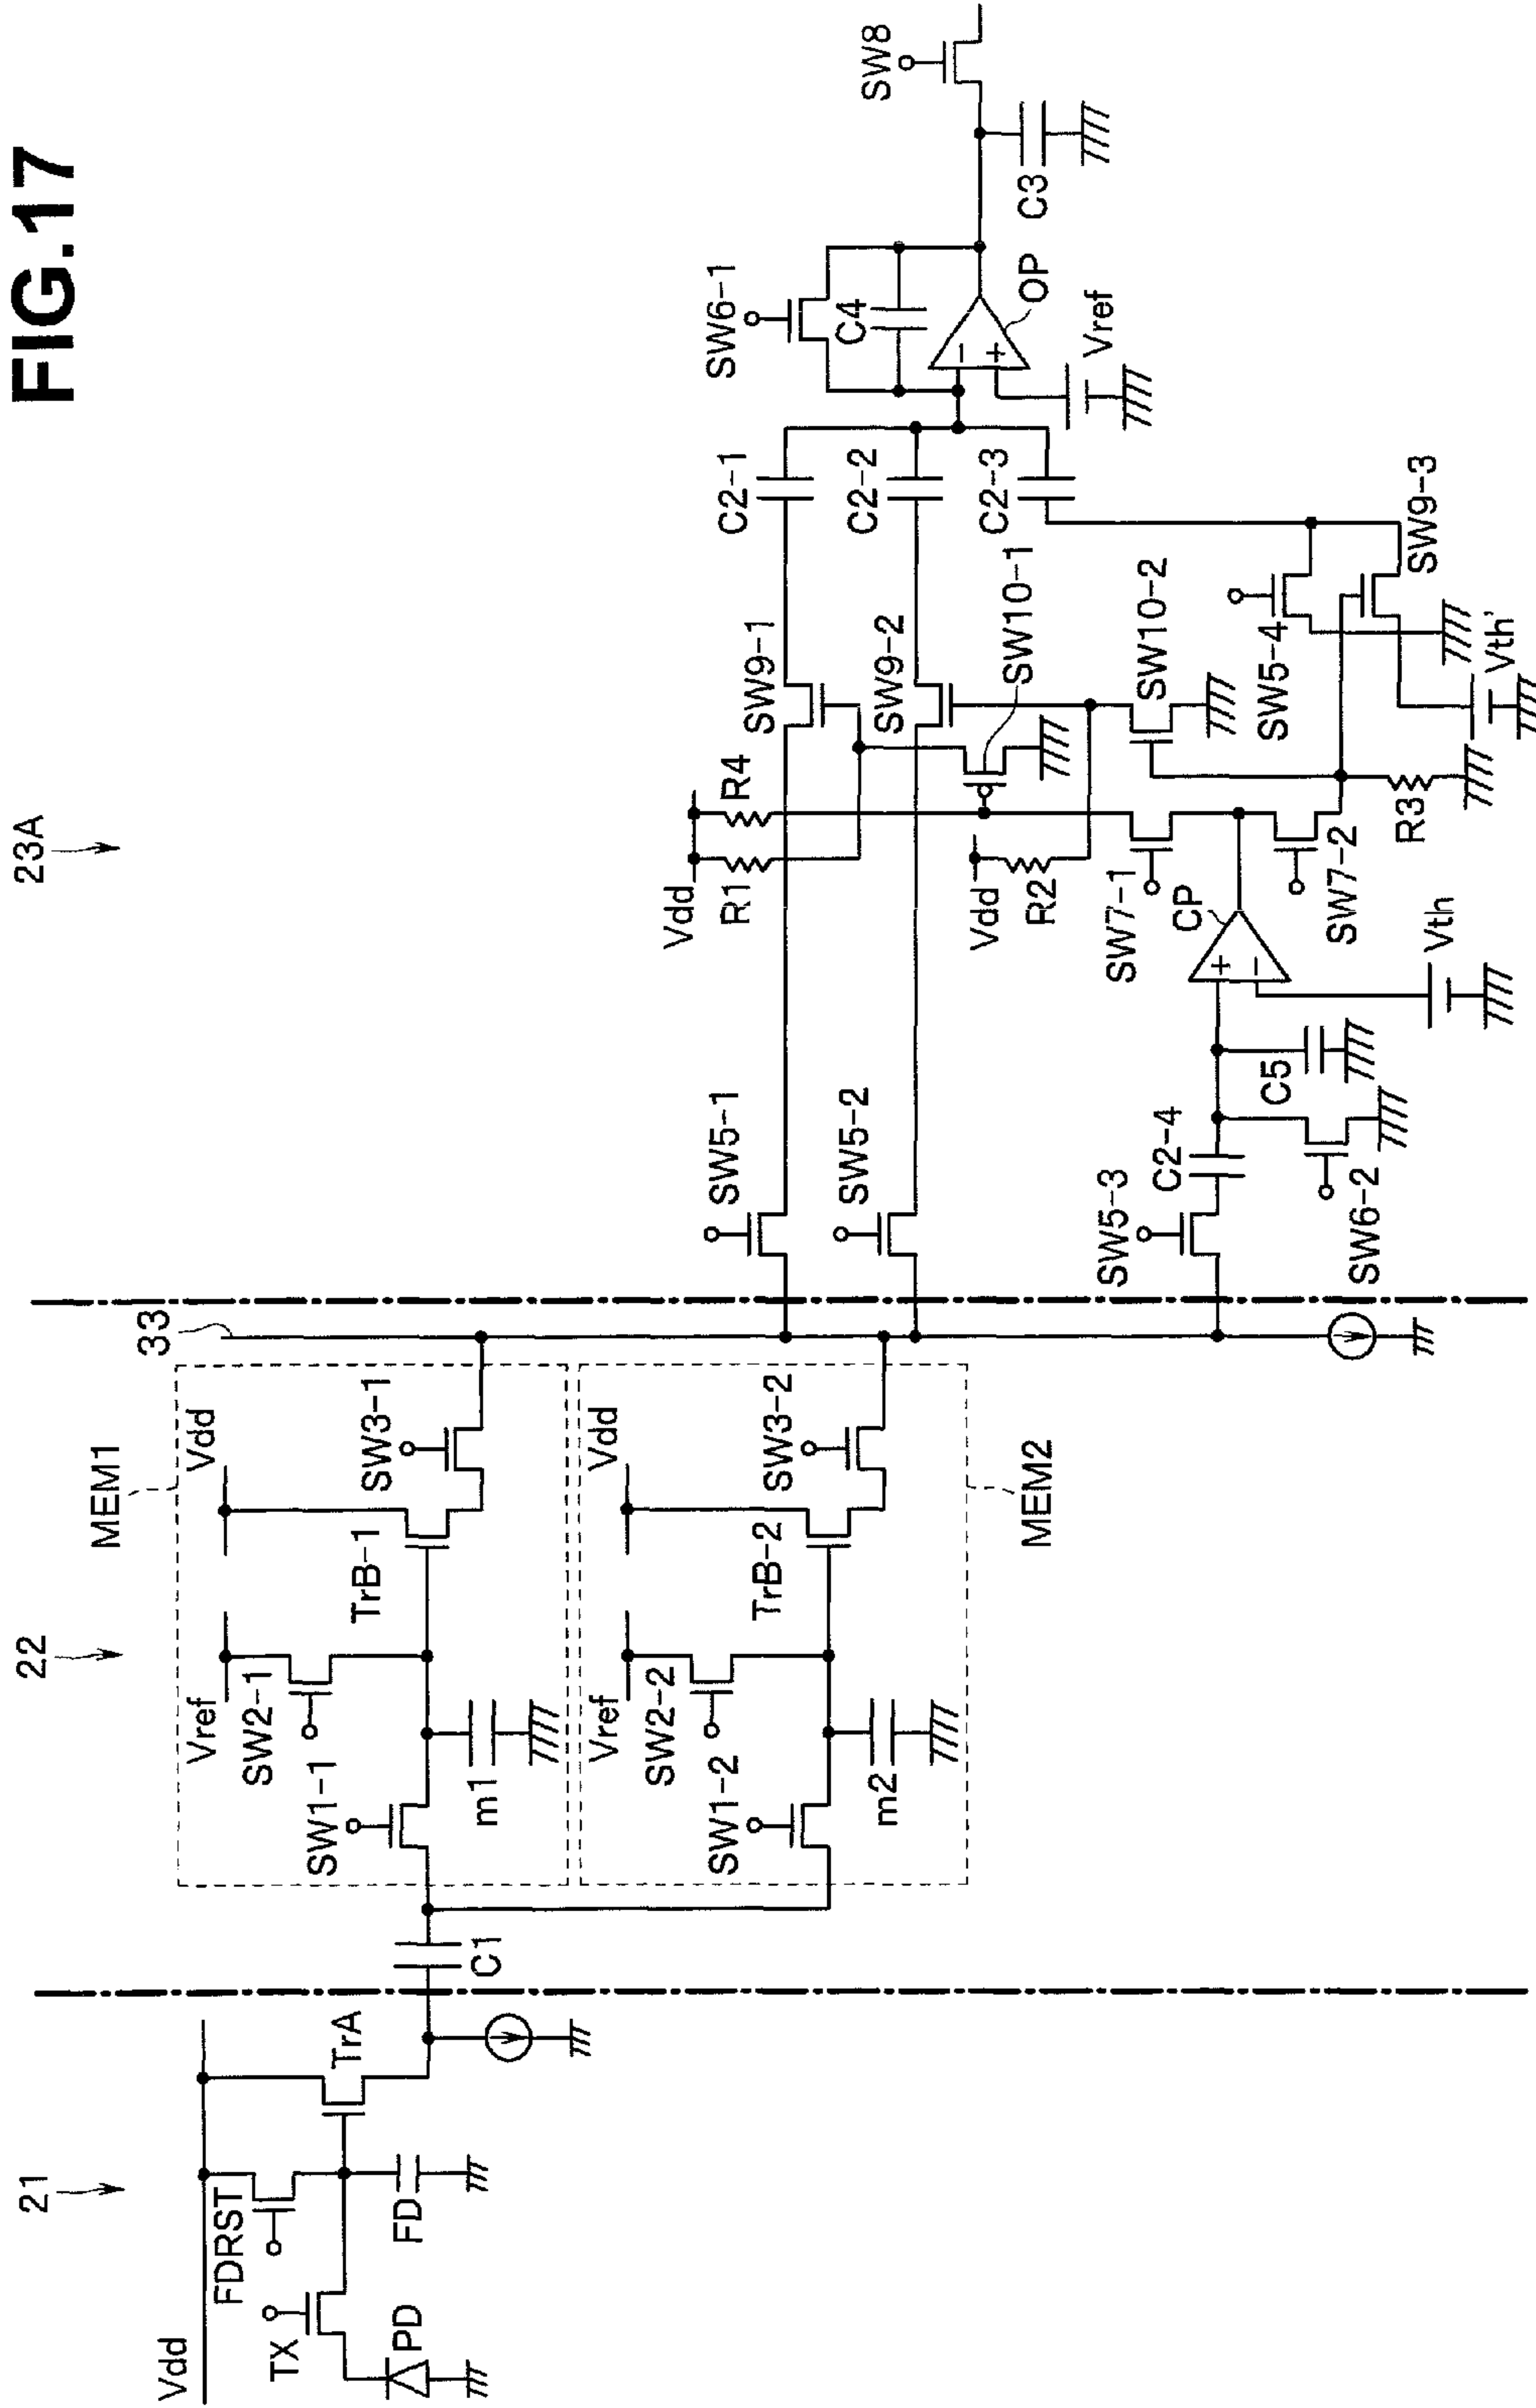 FIG.17
21
22
23A
Vdd
FDRST
TX
PD
FD
TrA
C1
MEM1
Vref
Vdd
SW2-1
SW1-1
m1
TrB-1
SW3-1
33
Vref
Vdd
SW2-2
SW1-2
m2
TrB-2
SW3-2
MEM2
SW5-1
SW5-2
SW5-3
C2-4
C5
SW6-2
CP
Vth
Vdd
R1
R4
Vdd
R2
SW7-1
SW7-2
R3
SW9-1
SW9-2
SW10-1
SW10-2
SW5-4
SW9-3
Vth'
C2-1
C2-2
C2-3
SW6-1
C4
−
+
OP
Vref
C3
SW8
+
−